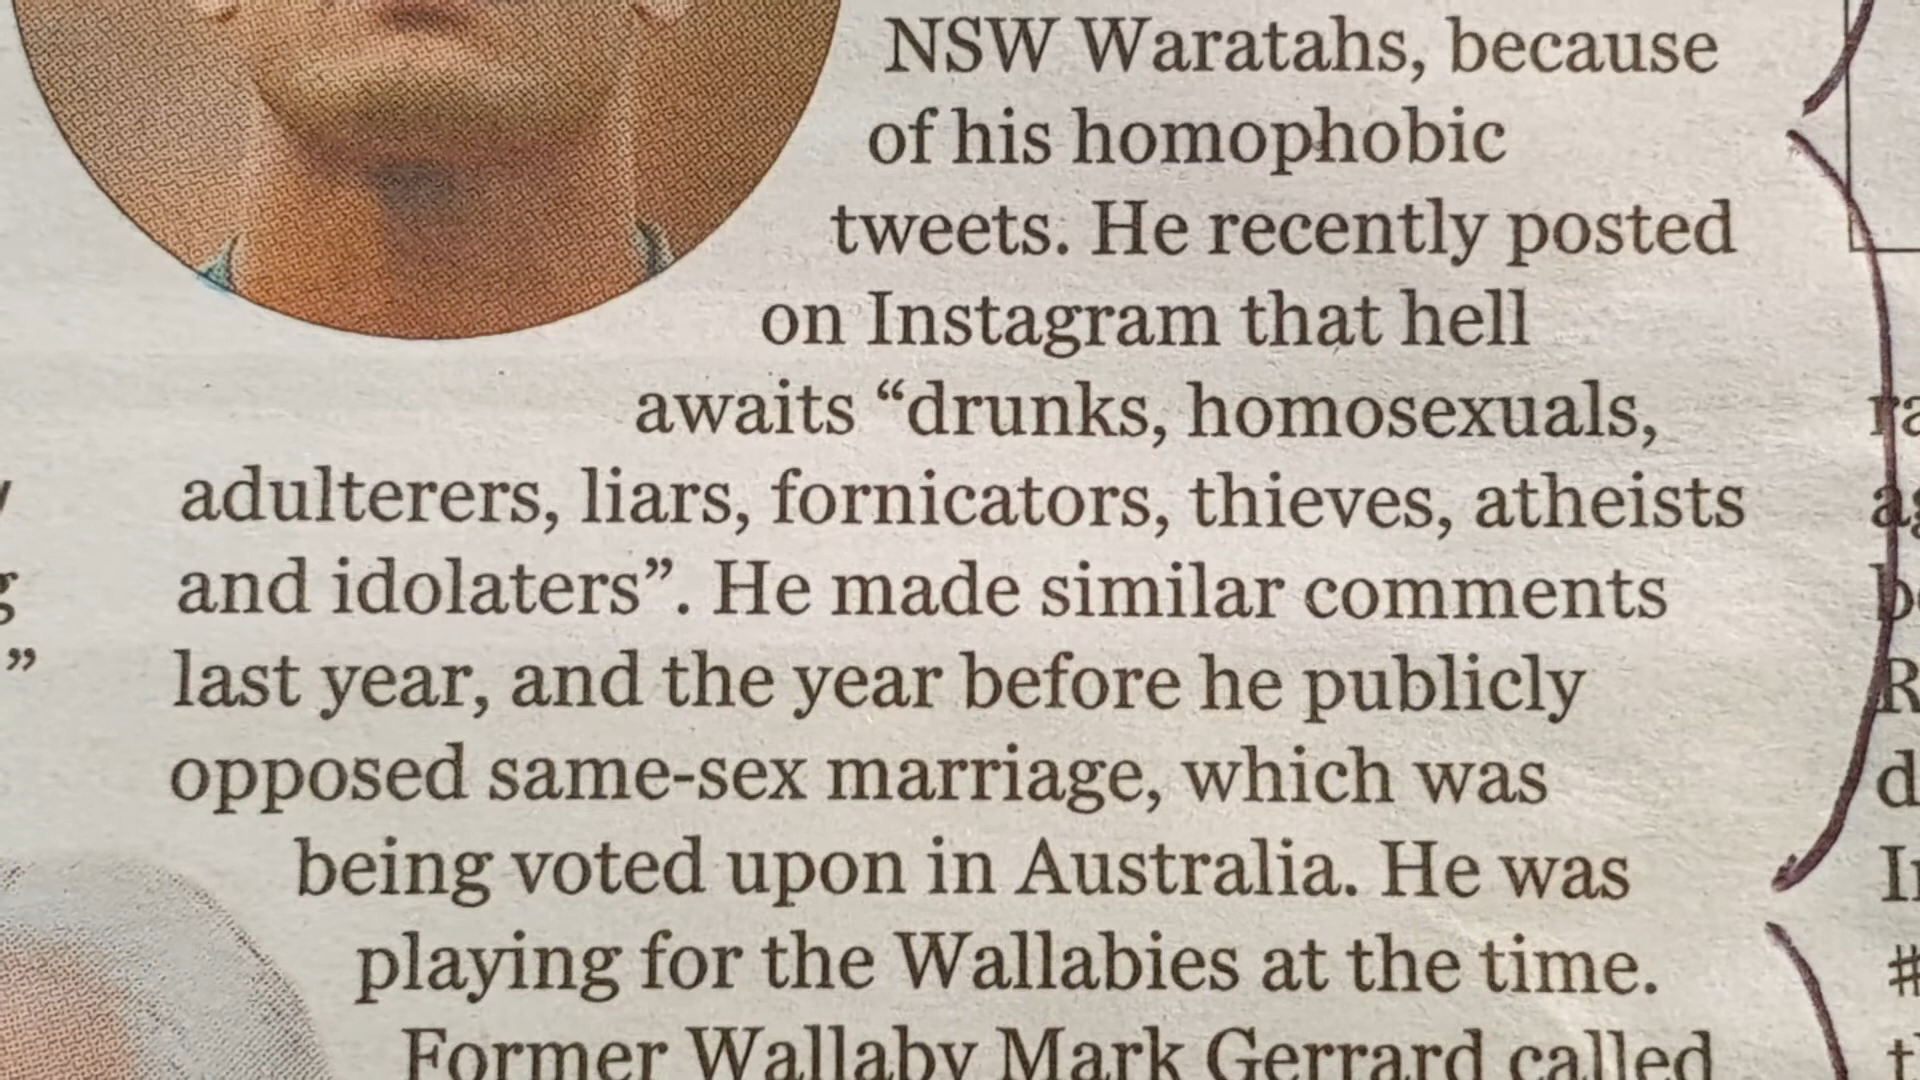 NSW Waratahs, because
of his homophobic
tweets. He recently posted
on Instagram that hell
awaits “drunks, homosexuals,
adulterers, liars, fornicators, thieves, atheists
and idolaters”. He made similar comments
last year, and the year before he publicly
opposed same-sex marriage, which was
being voted upon in Australia. He was
playing for the Wallabies at the time.
Former Wallaby Mark Gerrard called